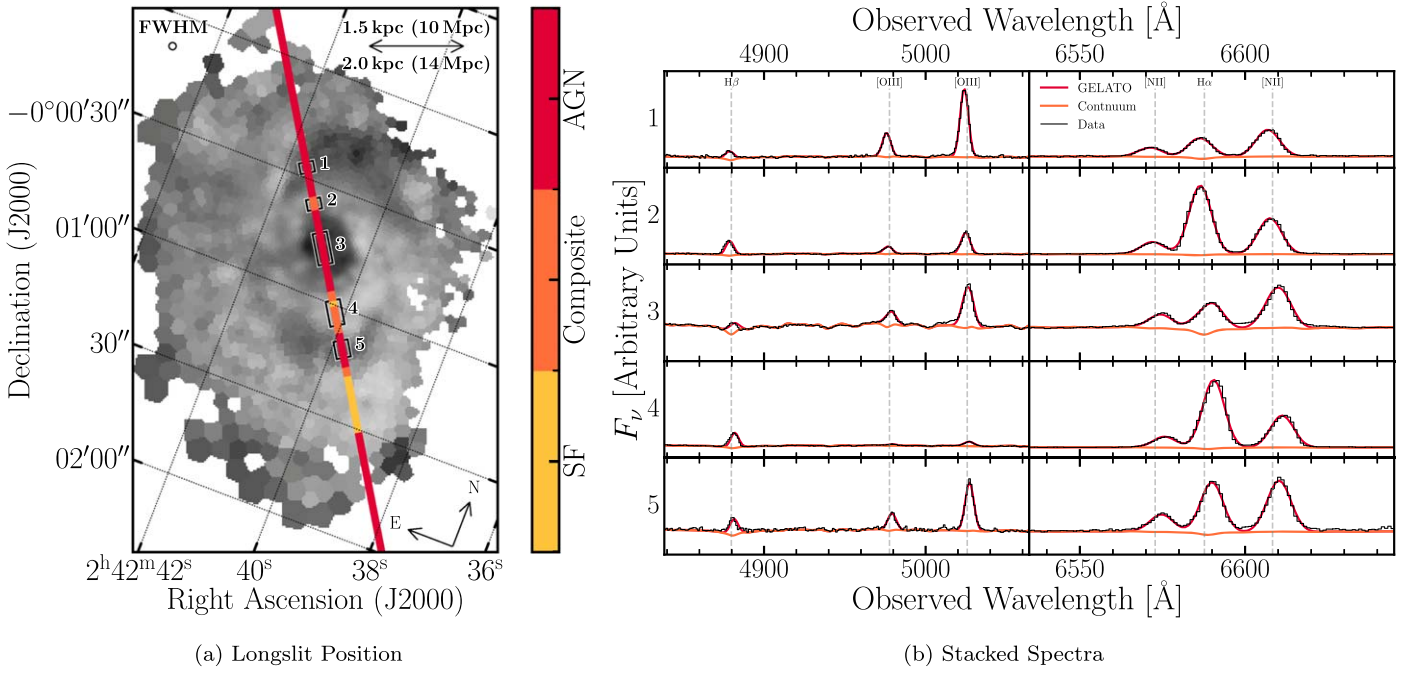 FWHM
1.5 kpc (10 Mpc)
2.0 kpc (14 Mpc)
−0°00′30″
01′00″
30″
02′00″
Declination (J2000)
1
2
3
4
5
N
E
2ʰ42ᵐ42ˢ
40ˢ
38ˢ
36ˢ
Right Ascension (J2000)
AGN
Composite
SF
(a) Longslit Position
Observed Wavelength [Å]
4900
5000
6550
6600
Hβ
[OIII]
[OIII]
[NII]
Hα
[NII]
GELATO
Contnuum
Data
1
2
3
4
5
Fν [Arbitrary Units]
4900
5000
6550
6600
Observed Wavelength [Å]
(b) Stacked Spectra